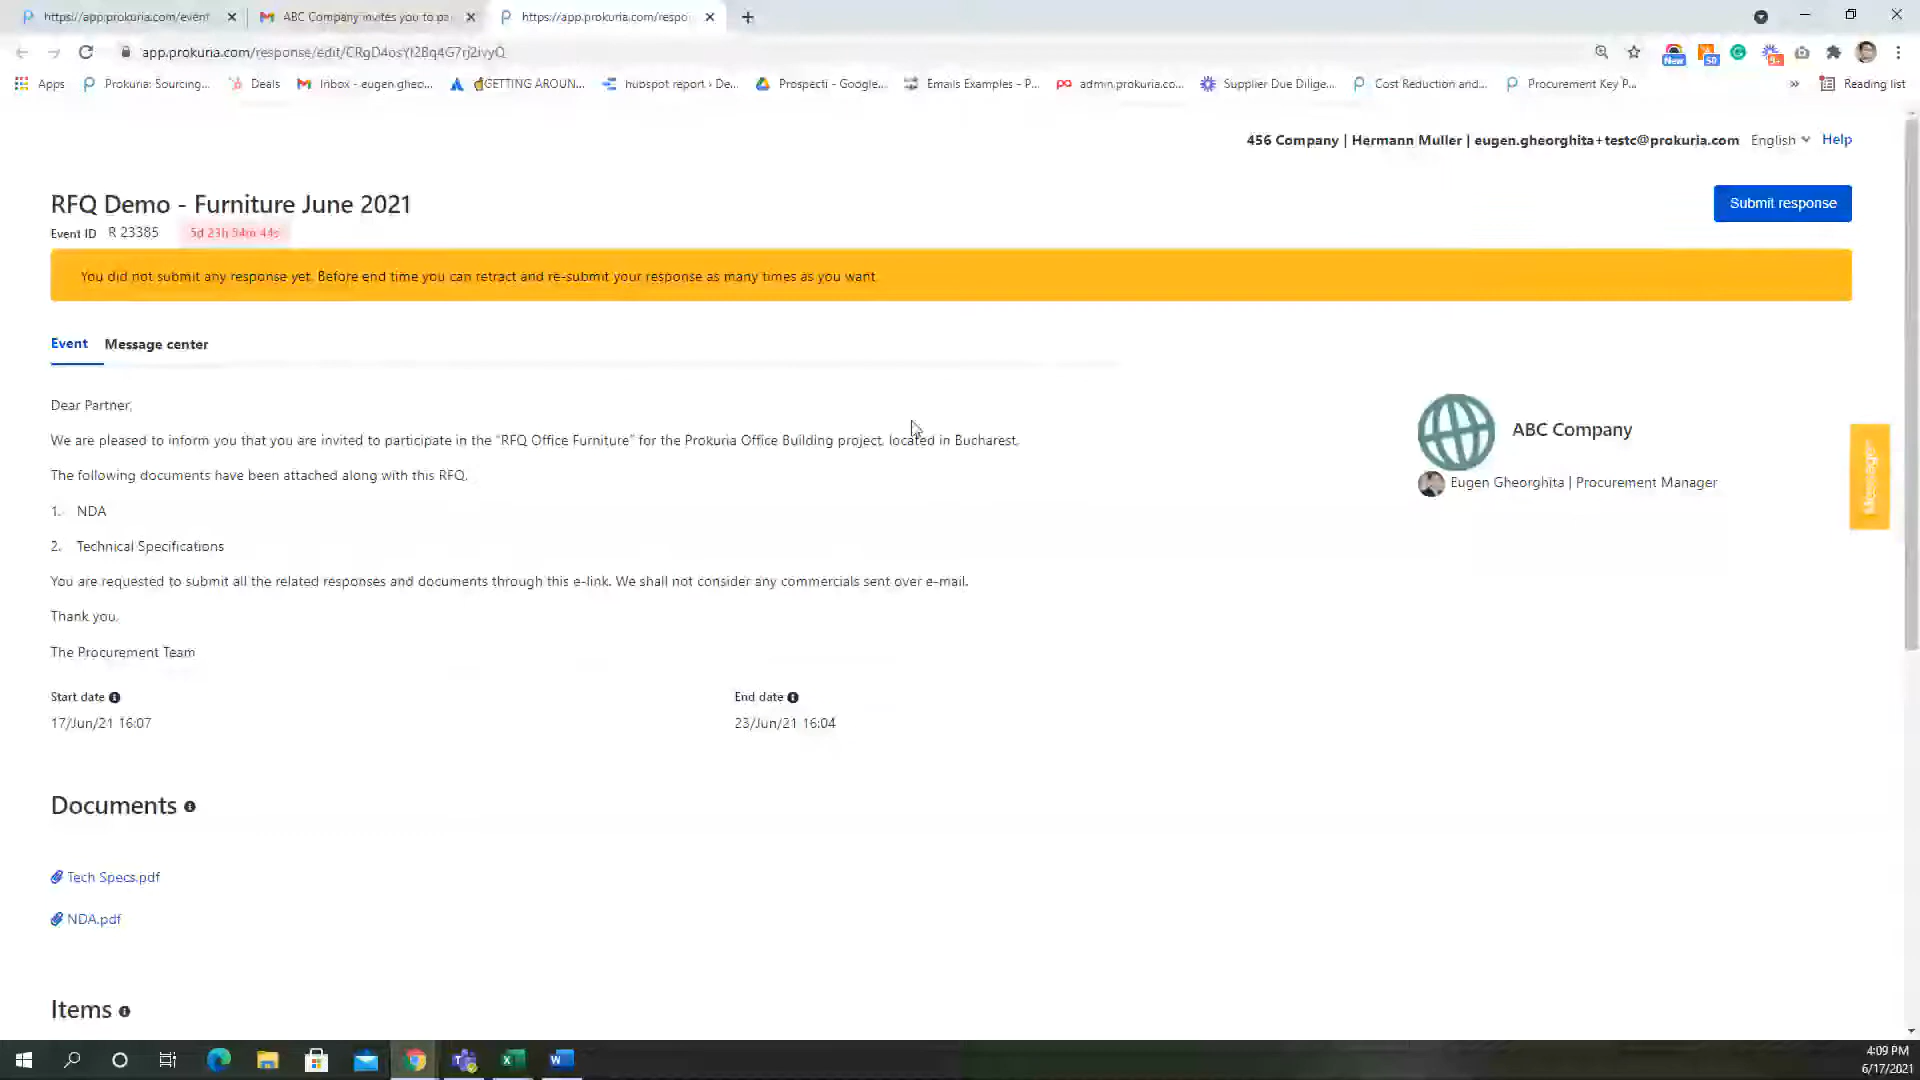 https://app.prokuria.com/event
ABC Company invites you to pa
https://app.prokuria.com/respo
app.prokuria.com/response/edit/CRgD4osYl2Bq4G7rj2ivyQ
New
50
9+
Apps
Prokuria: Sourcing...
Deals
Inbox - eugen.gheo...
GETTING AROUN...
hubspot report › De...
Prospecti - Google...
Emails Examples - P...
admin.prokuria.co...
Supplier Due Dilige...
Cost Reduction and...
Procurement Key P...
»
Reading list
456 Company | Hermann Muller | eugen.gheorghita+testc@prokuria.com English Help
RFQ Demo - Furniture June 2021
Submit response
Event ID R 23385 5d 23h 54m 44s
You did not submit any response yet. Before end time you can retract and re-submit your response as many times as you want.
Event Message center
Dear Partner,
We are pleased to inform you that you are invited to participate in the "RFQ Office Furniture" for the Prokuria Office Building project, located in Bucharest.
ABC Company
The following documents have been attached along with this RFQ.
Eugen Gheorghita | Procurement Manager
Messages
1. NDA
2. Technical Specifications
You are requested to submit all the related responses and documents through this e-link. We shall not consider any commercials sent over e-mail.
Thank you.
The Procurement Team
Start date
End date
17/Jun/21 16:07
23/Jun/21 16:04
Documents
Tech Specs.pdf
NDA.pdf
Items
4:09 PM
6/17/2021